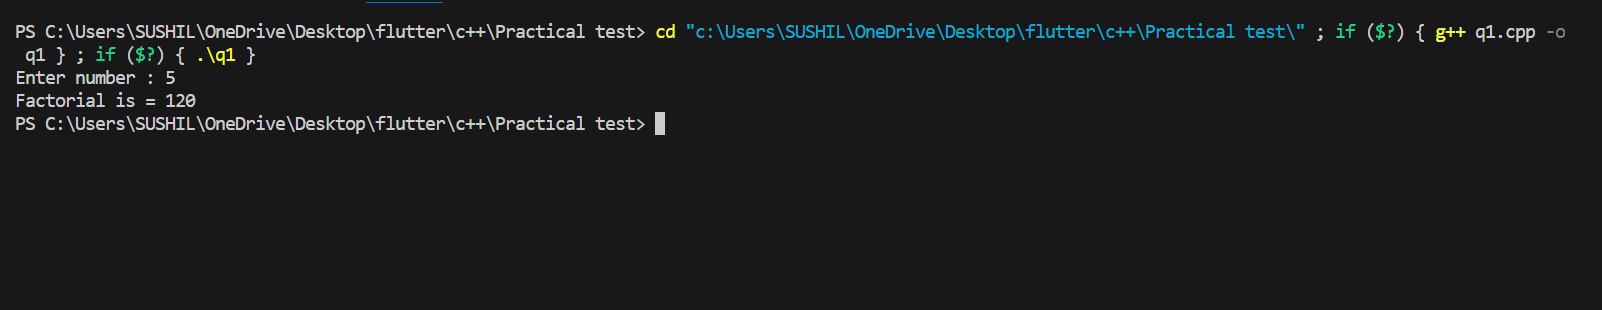 PS C:\Users\SUSHIL\OneDrive\Desktop\flutter\c++\Practical test> cd "c:\Users\SUSHIL\OneDrive\Desktop\flutter\c++\Practical test\" ; if ($?) { g++ q1.cpp -o
q1 } ; if ($?) { .\q1 }
Enter number : 5
Factorial is = 120
PS C:\Users\SUSHIL\OneDrive\Desktop\flutter\c++\Practical test>